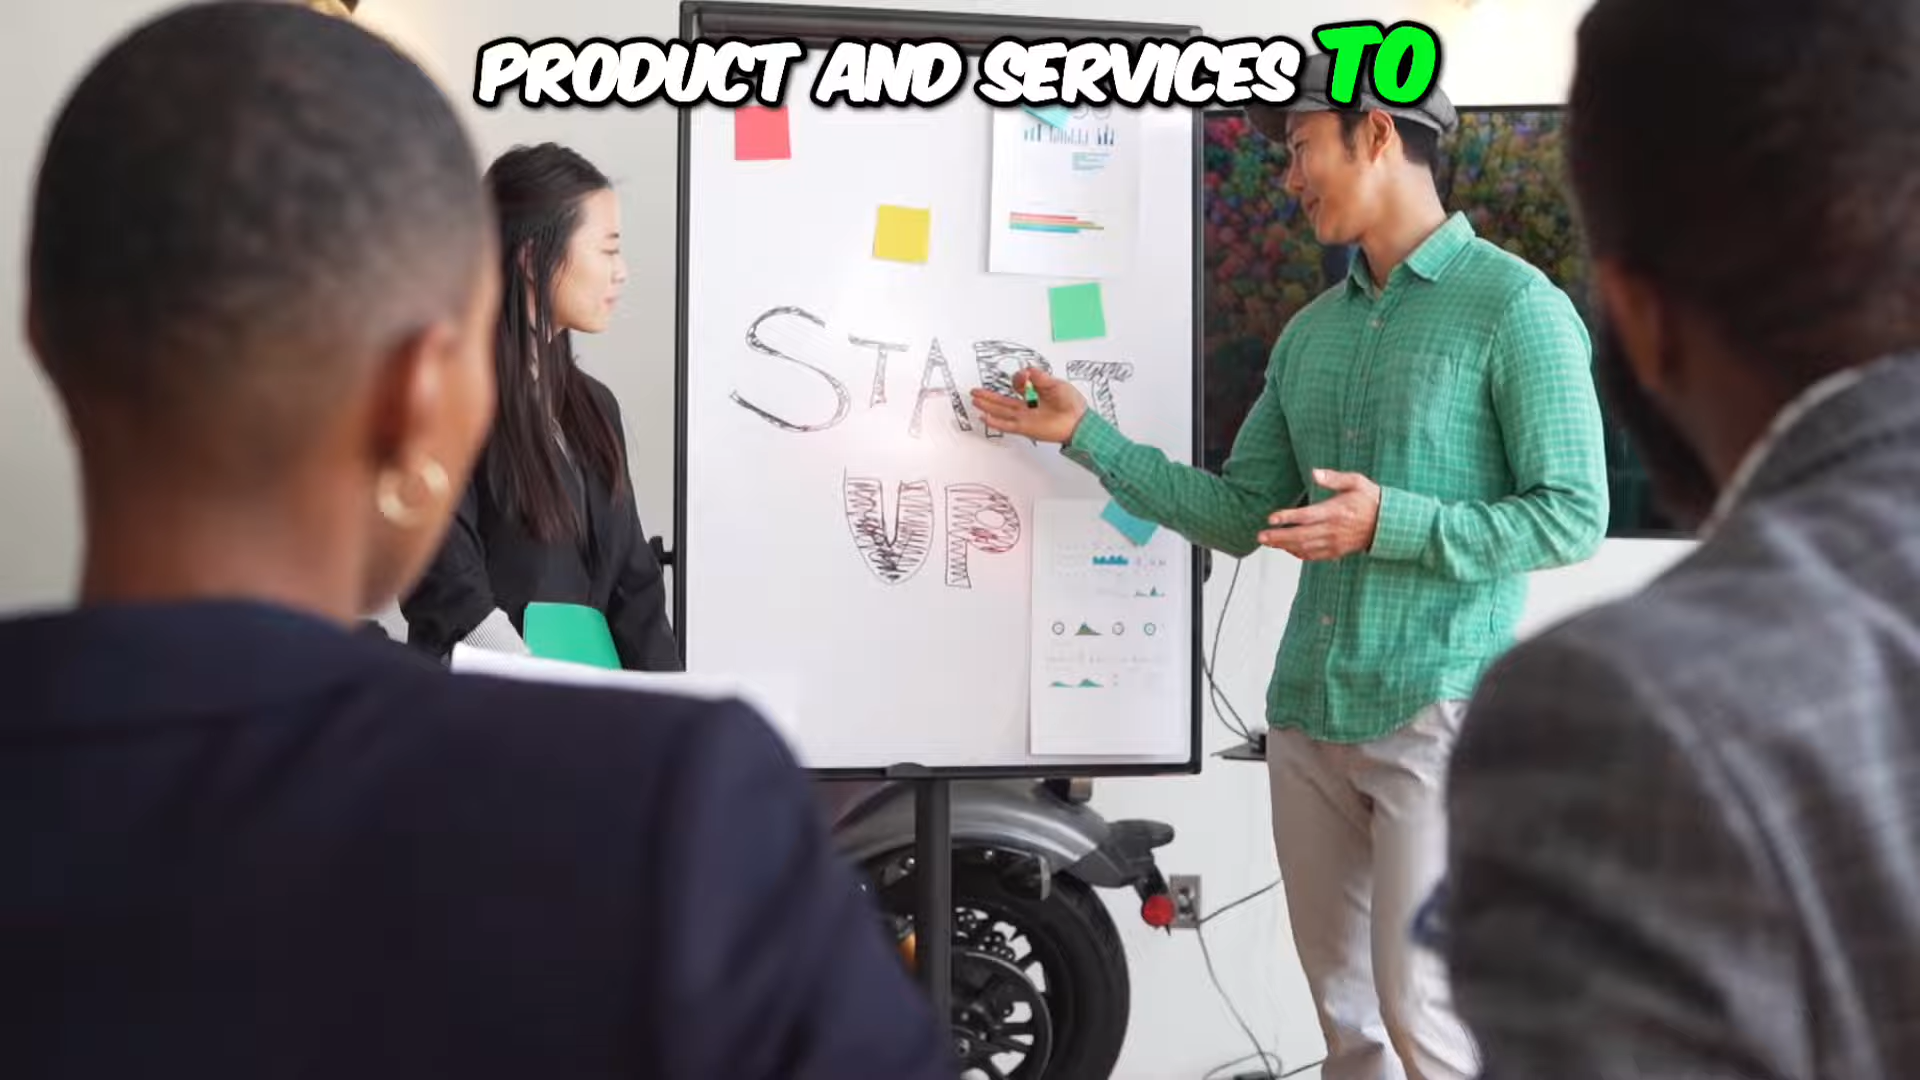 PRODUCT AND SERVICES TO
START
UP